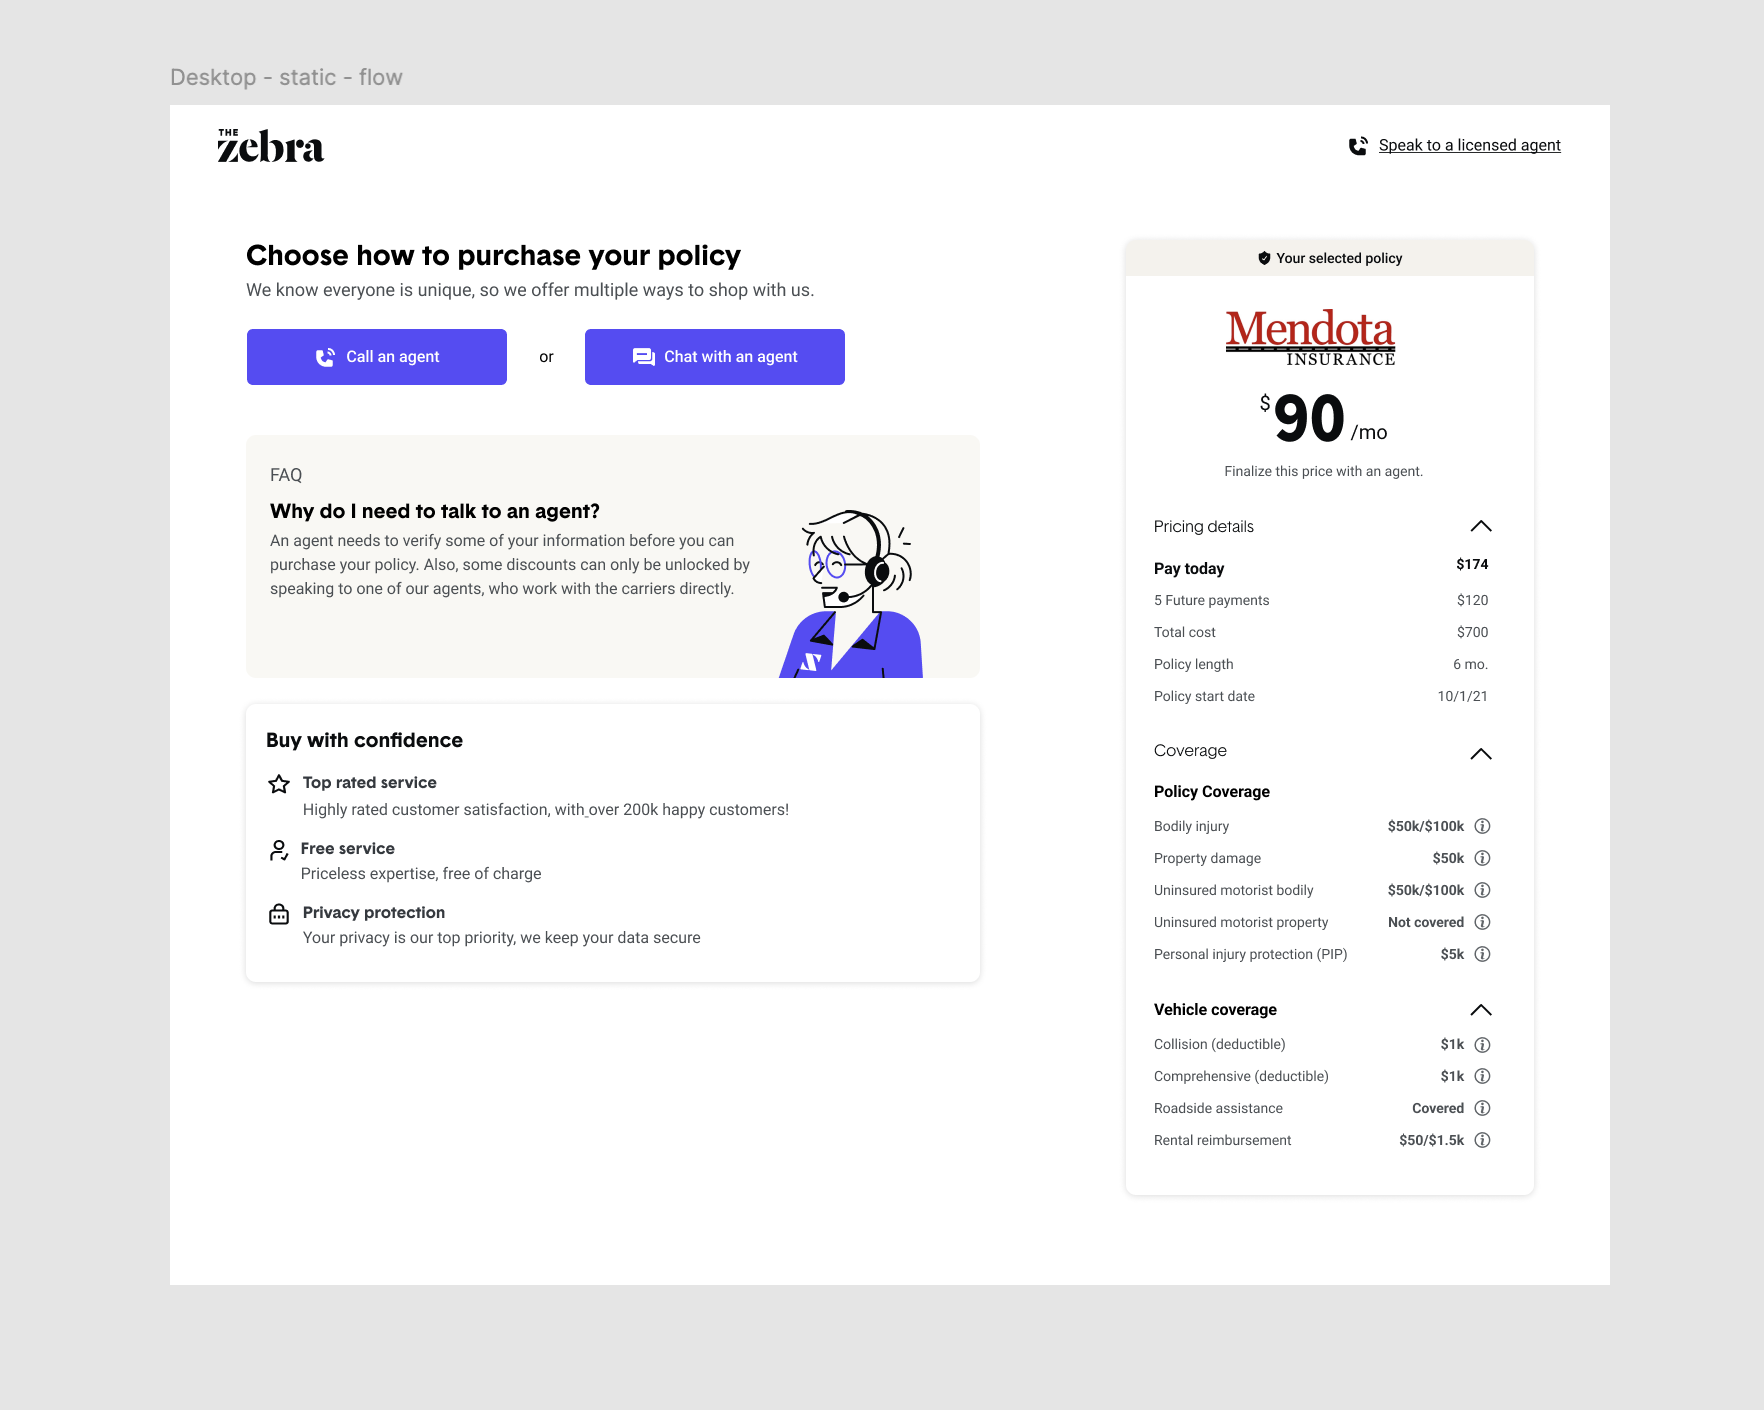 Desktop - static - flow
THE
zebra
Speak to a licensed agent
Choose how to purchase your policy
We know everyone is unique, so we offer multiple ways to shop with us.
Call an agent
or
Chat with an agent
FAQ
Why do I need to talk to an agent?
An agent needs to verify some of your information before you can
purchase your policy. Also, some discounts can only be unlocked by
speaking to one of our agents, who work with the carriers directly.
Buy with confidence
Top rated service
Highly rated customer satisfaction, with over 200k happy customers!
Free service
Priceless expertise, free of charge
Privacy protection
Your privacy is our top priority, we keep your data secure
Your selected policy
Mendota
INSURANCE
$90 /mo
Finalize this price with an agent.
Pricing details
Pay today $174
5 Future payments $120
Total cost $700
Policy length 6 mo.
Policy start date 10/1/21
Coverage
Policy Coverage
Bodily injury $50k/$100k
Property damage $50k
Uninsured motorist bodily $50k/$100k
Uninsured motorist property Not covered
Personal injury protection (PIP) $5k
Vehicle coverage
Collision (deductible) $1k
Comprehensive (deductible) $1k
Roadside assistance Covered
Rental reimbursement $50/$1.5k